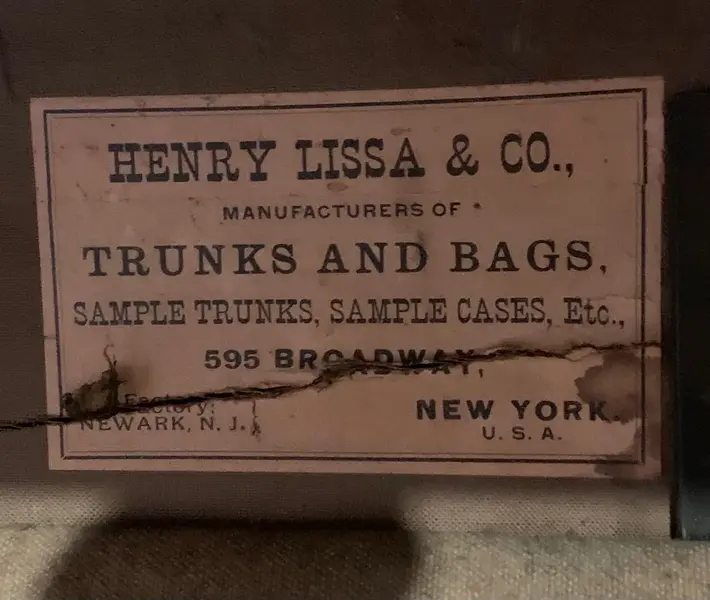 HENRY LISSA & CO.,
MANUFACTURERS OF
TRUNKS AND BAGS,
SAMPLE TRUNKS, SAMPLE CASES, Etc.,
595 BROADWAY,
Factory:
NEWARK, N. J.
NEW YORK.
U. S. A.